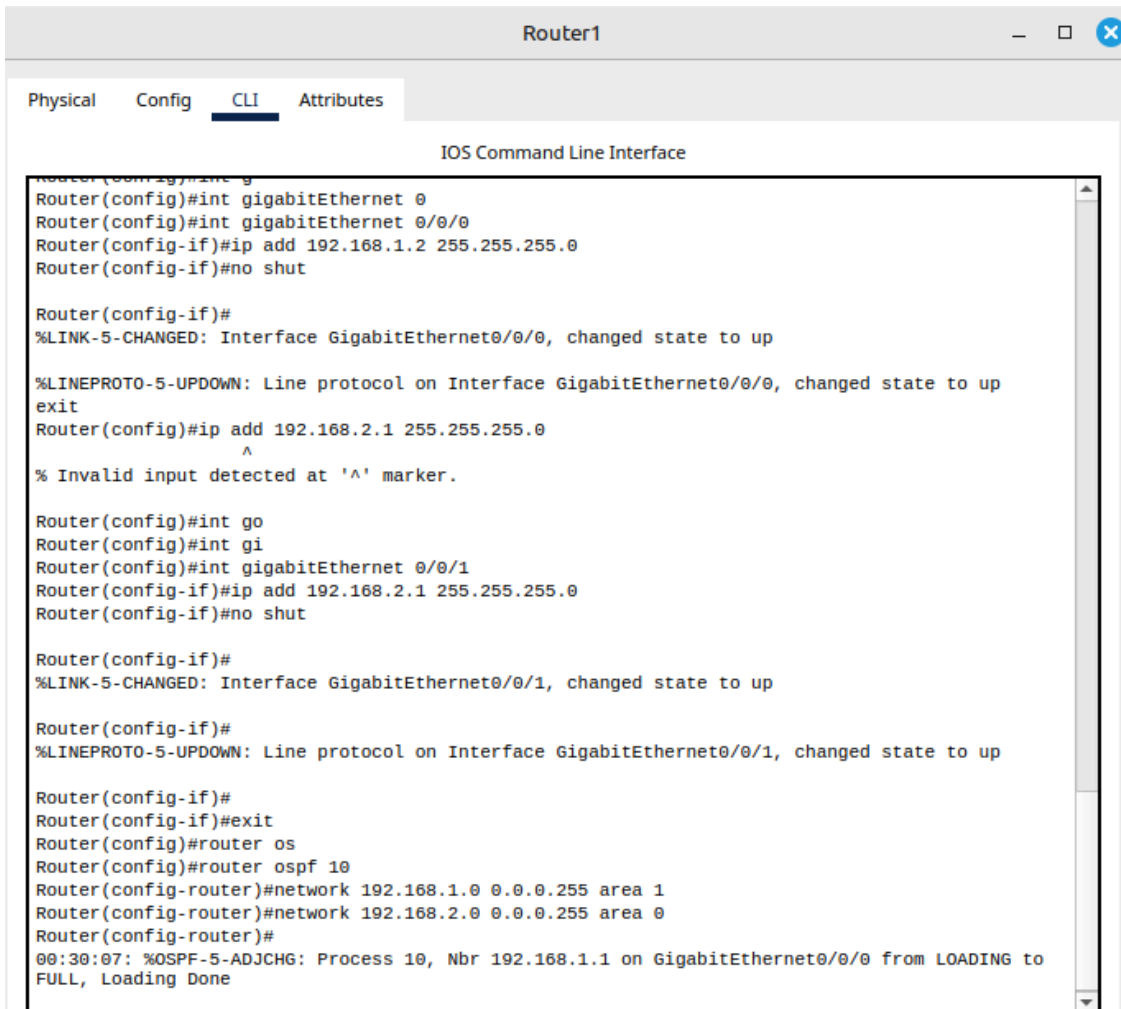 Router1
Physical Config CLI Attributes
IOS Command Line Interface
Router(config)#int g
Router(config)#int gigabitEthernet 0
Router(config)#int gigabitEthernet 0/0/0
Router(config-if)#ip add 192.168.1.2 255.255.255.0
Router(config-if)#no shut
Router(config-if)#
%LINK-5-CHANGED: Interface GigabitEthernet0/0/0, changed state to up
%LINEPROTO-5-UPDOWN: Line protocol on Interface GigabitEthernet0/0/0, changed state to up
exit
Router(config)#ip add 192.168.2.1 255.255.255.0
^
% Invalid input detected at '^' marker.
Router(config)#int go
Router(config)#int gi
Router(config)#int gigabitEthernet 0/0/1
Router(config-if)#ip add 192.168.2.1 255.255.255.0
Router(config-if)#no shut
Router(config-if)#
%LINK-5-CHANGED: Interface GigabitEthernet0/0/1, changed state to up
Router(config-if)#
%LINEPROTO-5-UPDOWN: Line protocol on Interface GigabitEthernet0/0/1, changed state to up
Router(config-if)#
Router(config-if)#exit
Router(config)#router os
Router(config)#router ospf 10
Router(config-router)#network 192.168.1.0 0.0.0.255 area 1
Router(config-router)#network 192.168.2.0 0.0.0.255 area 0
Router(config-router)#
00:30:07: %OSPF-5-ADJCHG: Process 10, Nbr 192.168.1.1 on GigabitEthernet0/0/0 from LOADING to
FULL, Loading Done